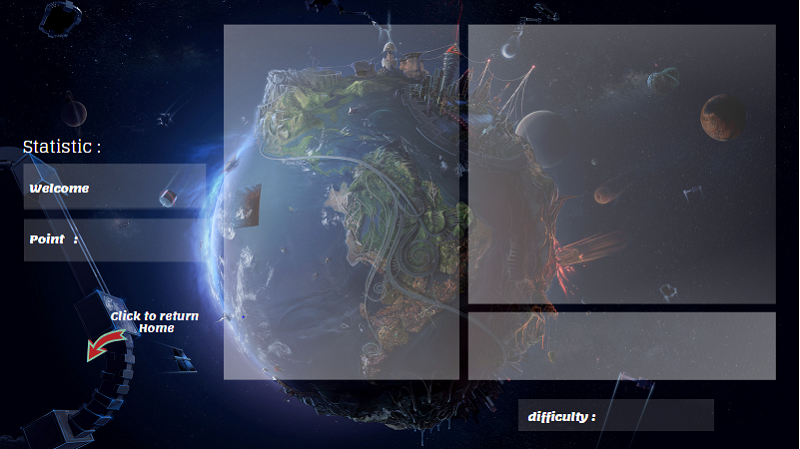 Statistic :
Welcome
Point :
Click to return
Home
difficulty :